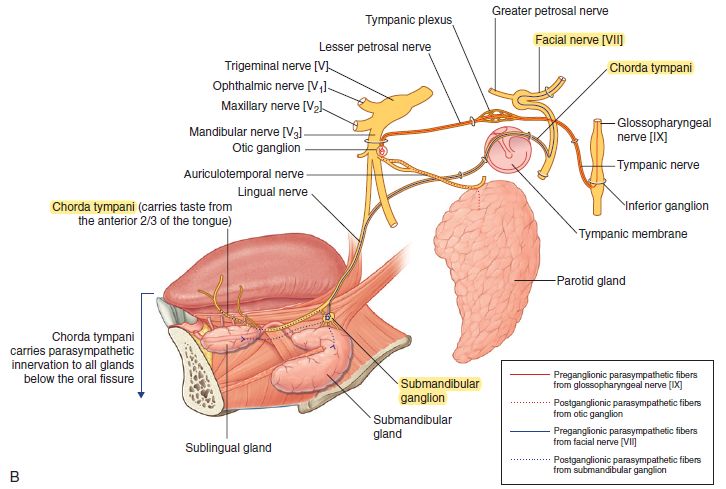 Greater petrosal nerve
Tympanic plexus
Facial nerve [VII]
Lesser petrosal nerve
Trigeminal nerve [V]
Chorda tympani
Ophthalmic nerve [V1]
Maxillary nerve [V2]
Mandibular nerve [V3]
Glossopharyngeal
nerve [IX]
Otic ganglion
Tympanic nerve
Auriculotemporal nerve
Lingual nerve
Inferior ganglion
Chorda tympani (carries taste from
the anterior 2/3 of the tongue)
Tympanic membrane
Parotid gland
Chorda tympani
carries parasympathetic
innervation to all glands
below the oral fissure
Submandibular
ganglion
Submandibular
gland
Sublingual gland
Preganglionic parasympathetic fibers
from glossopharyngeal nerve [IX]
Postganglionic parasympathetic fibers
from otic ganglion
Preganglionic parasympathetic fibers
from facial nerve [VII]
Postganglionic parasympathetic fibers
from submandibular ganglion
B